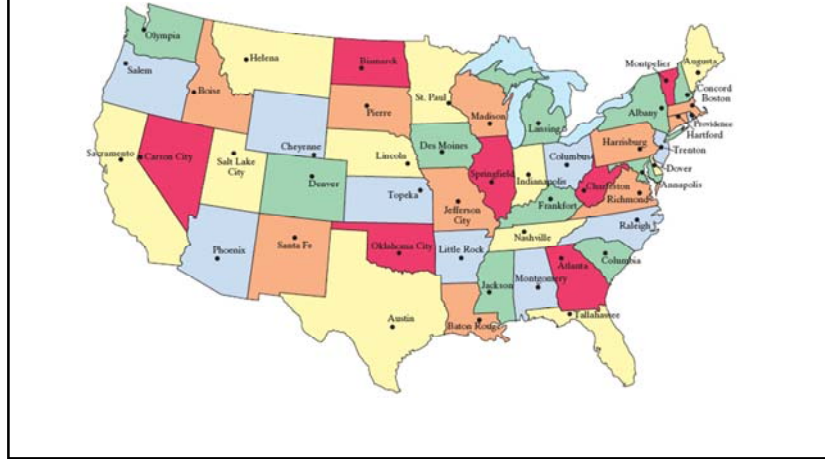 Olympia
Helena
Bismarck
Montpelier
Augusta
Salem
Boise
Pierre
St. Paul
Madison
Lansing
Concord
Boston
Albany
Providence
Hartford
Harrisburg
Trenton
Sacramento
Carson City
Salt Lake
City
Cheyenne
Denver
Lincoln
Des Moines
Topeka
Springfield
Indianapolis
Columbus
Charleston
Dover
Annapolis
Richmond
Jefferson
City
Frankfort
Raleigh
Nashville
Phoenix
Santa Fe
Oklahoma City
Little Rock
Atlanta
Columbia
Montgomery
Jackson
Austin
Baton Rouge
Tallahassee